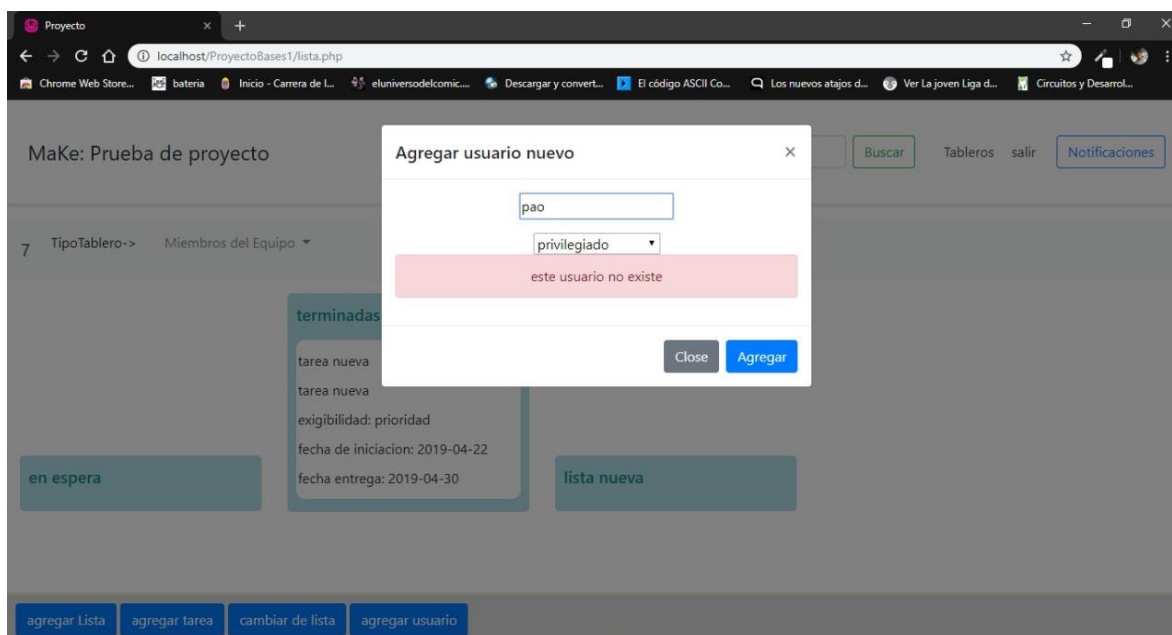 Proyecto
localhost/ProyectoBases1/lista.php
Chrome Web Store... bateria Inicio - Carrera de I... eluniversodelcomic.... Descargar y convert... El código ASCII Co... Los nuevos atajos d... Ver La joven Liga d... Circuitos y Desarrol...
MaKe: Prueba de proyecto
Buscar Tableros salir Notificaciones
Agregar usuario nuevo ×
pao
privilegiado
este usuario no existe
Close Agregar
7 TipoTablero-> Miembros del Equipo
terminadas
tarea nueva
tarea nueva
exigibilidad: prioridad
fecha de iniciacion: 2019-04-22
fecha entrega: 2019-04-30
en espera
lista nueva
agregar Lista agregar tarea cambiar de lista agregar usuario